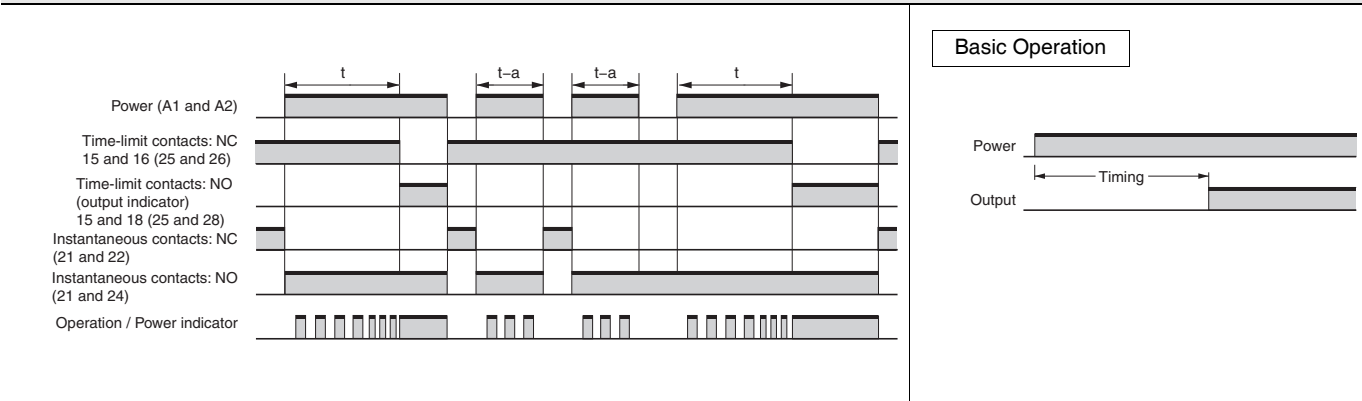 t
t–a
t–a
t
Power (A1 and A2)
Time-limit contacts: NC
15 and 16 (25 and 26)
Time-limit contacts: NO
(output indicator)
15 and 18 (25 and 28)
Instantaneous contacts: NC
(21 and 22)
Instantaneous contacts: NO
(21 and 24)
Operation / Power indicator
Basic Operation
Power
Timing
Output